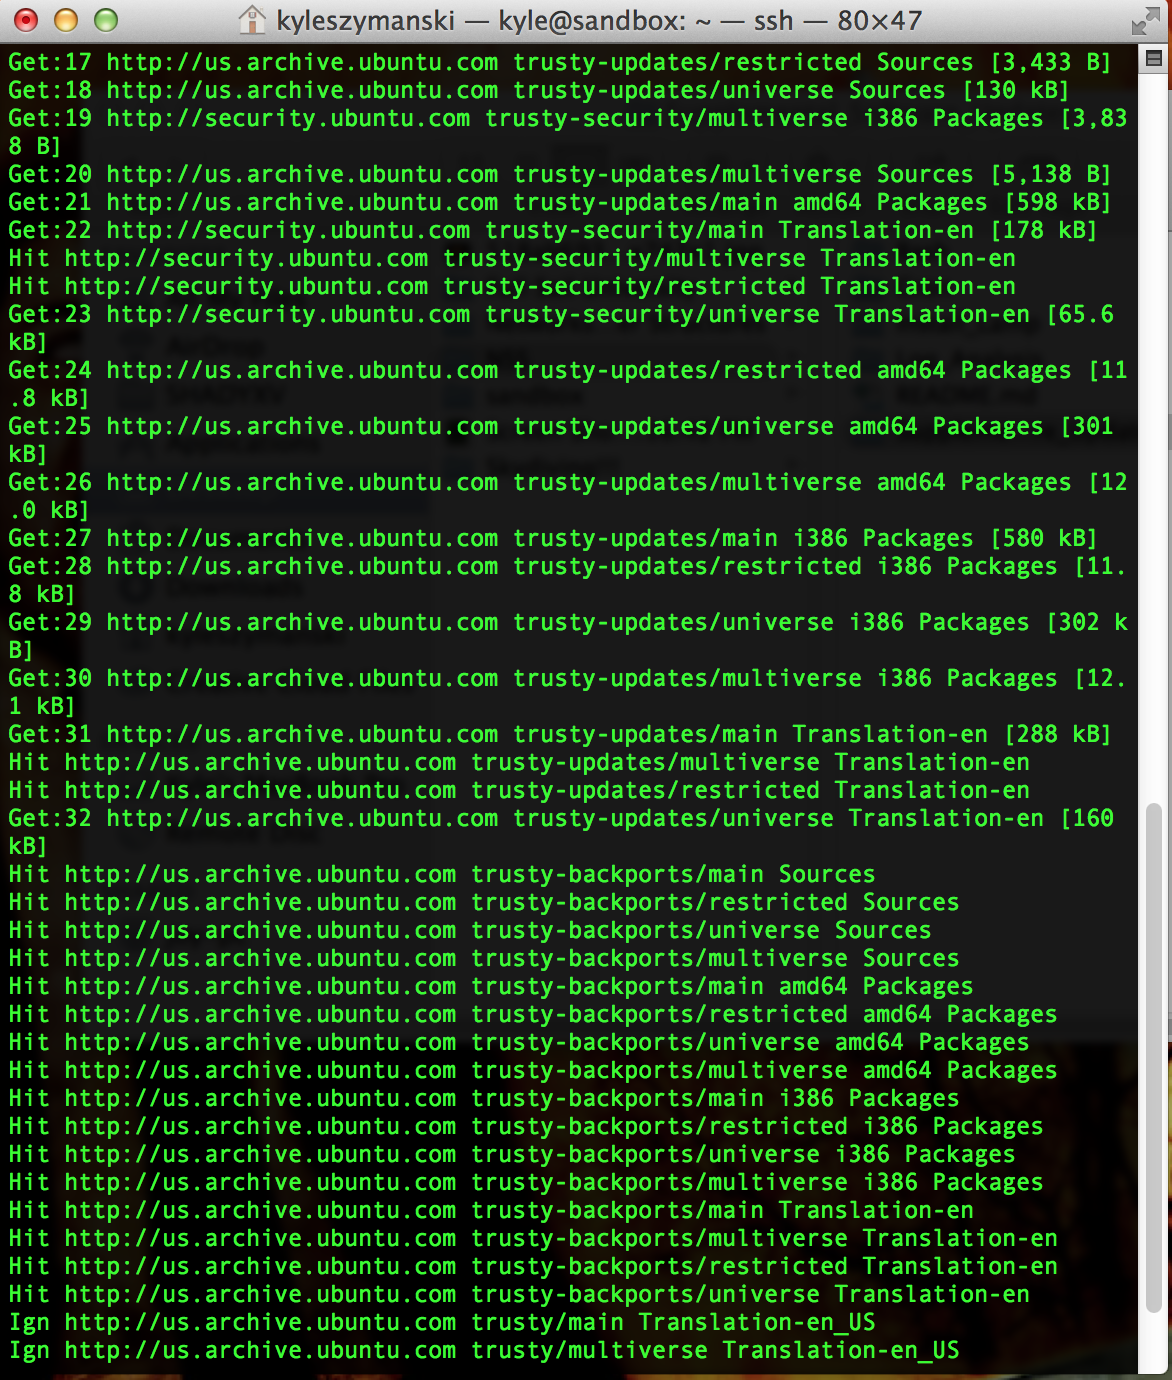 kyleszymanski — kyle@sandbox: ~ — ssh — 80×47
Get:17 http://us.archive.ubuntu.com trusty-updates/restricted Sources [3,433 B]
Get:18 http://us.archive.ubuntu.com trusty-updates/universe Sources [130 kB]
Get:19 http://security.ubuntu.com trusty-security/multiverse i386 Packages [3,83
8 B]
Get:20 http://us.archive.ubuntu.com trusty-updates/multiverse Sources [5,138 B]
Get:21 http://us.archive.ubuntu.com trusty-updates/main amd64 Packages [598 kB]
Get:22 http://security.ubuntu.com trusty-security/main Translation-en [178 kB]
Hit http://security.ubuntu.com trusty-security/multiverse Translation-en
Hit http://security.ubuntu.com trusty-security/restricted Translation-en
Get:23 http://security.ubuntu.com trusty-security/universe Translation-en [65.6
kB]
Get:24 http://us.archive.ubuntu.com trusty-updates/restricted amd64 Packages [11
.8 kB]
Get:25 http://us.archive.ubuntu.com trusty-updates/universe amd64 Packages [301
kB]
Get:26 http://us.archive.ubuntu.com trusty-updates/multiverse amd64 Packages [12
.0 kB]
Get:27 http://us.archive.ubuntu.com trusty-updates/main i386 Packages [580 kB]
Get:28 http://us.archive.ubuntu.com trusty-updates/restricted i386 Packages [11.
8 kB]
Get:29 http://us.archive.ubuntu.com trusty-updates/universe i386 Packages [302 k
B]
Get:30 http://us.archive.ubuntu.com trusty-updates/multiverse i386 Packages [12.
1 kB]
Get:31 http://us.archive.ubuntu.com trusty-updates/main Translation-en [288 kB]
Hit http://us.archive.ubuntu.com trusty-updates/multiverse Translation-en
Hit http://us.archive.ubuntu.com trusty-updates/restricted Translation-en
Get:32 http://us.archive.ubuntu.com trusty-updates/universe Translation-en [160
kB]
Hit http://us.archive.ubuntu.com trusty-backports/main Sources
Hit http://us.archive.ubuntu.com trusty-backports/restricted Sources
Hit http://us.archive.ubuntu.com trusty-backports/universe Sources
Hit http://us.archive.ubuntu.com trusty-backports/multiverse Sources
Hit http://us.archive.ubuntu.com trusty-backports/main amd64 Packages
Hit http://us.archive.ubuntu.com trusty-backports/restricted amd64 Packages
Hit http://us.archive.ubuntu.com trusty-backports/universe amd64 Packages
Hit http://us.archive.ubuntu.com trusty-backports/multiverse amd64 Packages
Hit http://us.archive.ubuntu.com trusty-backports/main i386 Packages
Hit http://us.archive.ubuntu.com trusty-backports/restricted i386 Packages
Hit http://us.archive.ubuntu.com trusty-backports/universe i386 Packages
Hit http://us.archive.ubuntu.com trusty-backports/multiverse i386 Packages
Hit http://us.archive.ubuntu.com trusty-backports/main Translation-en
Hit http://us.archive.ubuntu.com trusty-backports/multiverse Translation-en
Hit http://us.archive.ubuntu.com trusty-backports/restricted Translation-en
Hit http://us.archive.ubuntu.com trusty-backports/universe Translation-en
Ign http://us.archive.ubuntu.com trusty/main Translation-en_US
Ign http://us.archive.ubuntu.com trusty/multiverse Translation-en_US